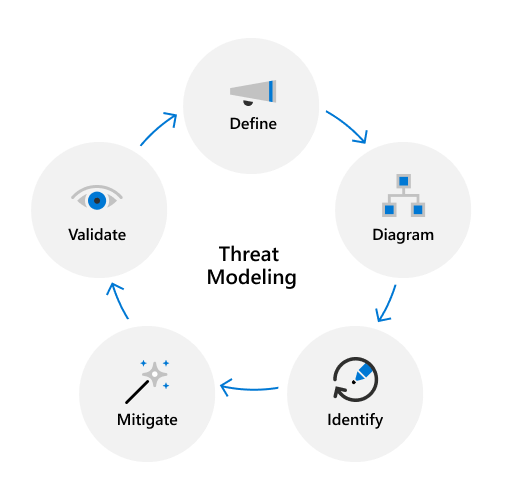 Define
Diagram
Identify
Mitigate
Validate
Threat
Modeling